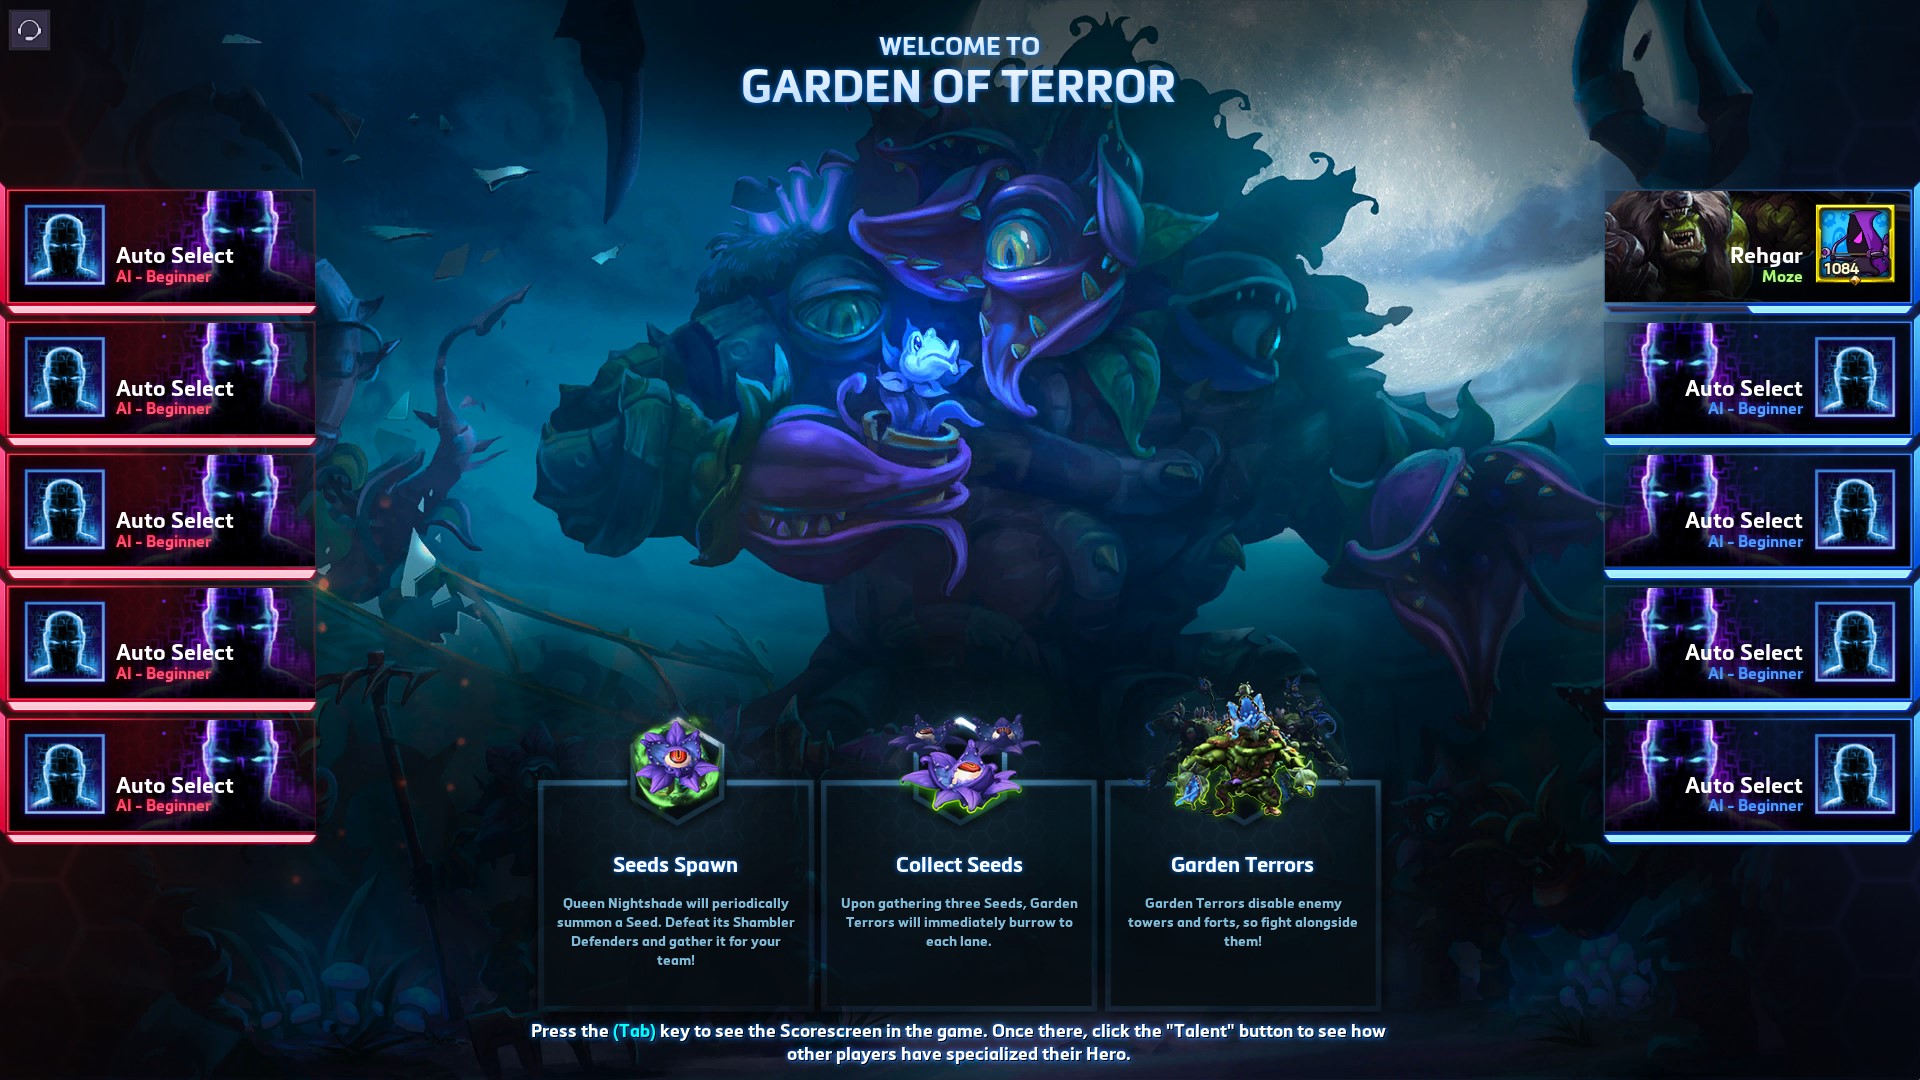 WELCOME TO
GARDEN OF TERROR
Auto Select
AI - Beginner
Auto Select
AI - Beginner
Auto Select
AI - Beginner
Auto Select
AI - Beginner
Auto Select
AI - Beginner
Rehgar
Moze
1084
Auto Select
AI - Beginner
Auto Select
AI - Beginner
Auto Select
AI - Beginner
Auto Select
AI - Beginner
Seeds Spawn
Queen Nightshade will periodically
summon a Seed. Defeat its Shambler
Defenders and gather it for your
team!
Collect Seeds
Upon gathering three Seeds, Garden
Terrors will immediately burrow to
each lane.
Garden Terrors
Garden Terrors disable enemy
towers and forts, so fight alongside
them!
Press the (Tab) key to see the Scorescreen in the game. Once there, click the "Talent" button to see how
other players have specialized their Hero.